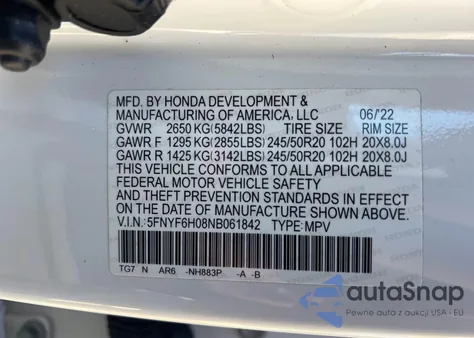 MFD. BY HONDA DEVELOPMENT &
MANUFACTURING OF AMERICA, LLC 06/'22
GVWR 2650 KG(5842LBS) TIRE SIZE RIM SIZE
GAWR F 1295 KG(2855LBS) 245/50R20 102H 20X8.0J
GAWR R 1425 KG(3142LBS) 245/50R20 102H 20X8.0J
THIS VEHICLE CONFORMS TO ALL APPLICABLE
FEDERAL MOTOR VEHICLE SAFETY
AND THEFT PREVENTION STANDARDS IN EFFECT
ON THE DATE OF MANUFACTURE SHOWN ABOVE.
V.I.N.: 5FNYF6H08NB061842 TYPE: MPV
TG7 N AR6 -NH883P -A -B
autoSnap
Pewne auto z aukcji USA - EU